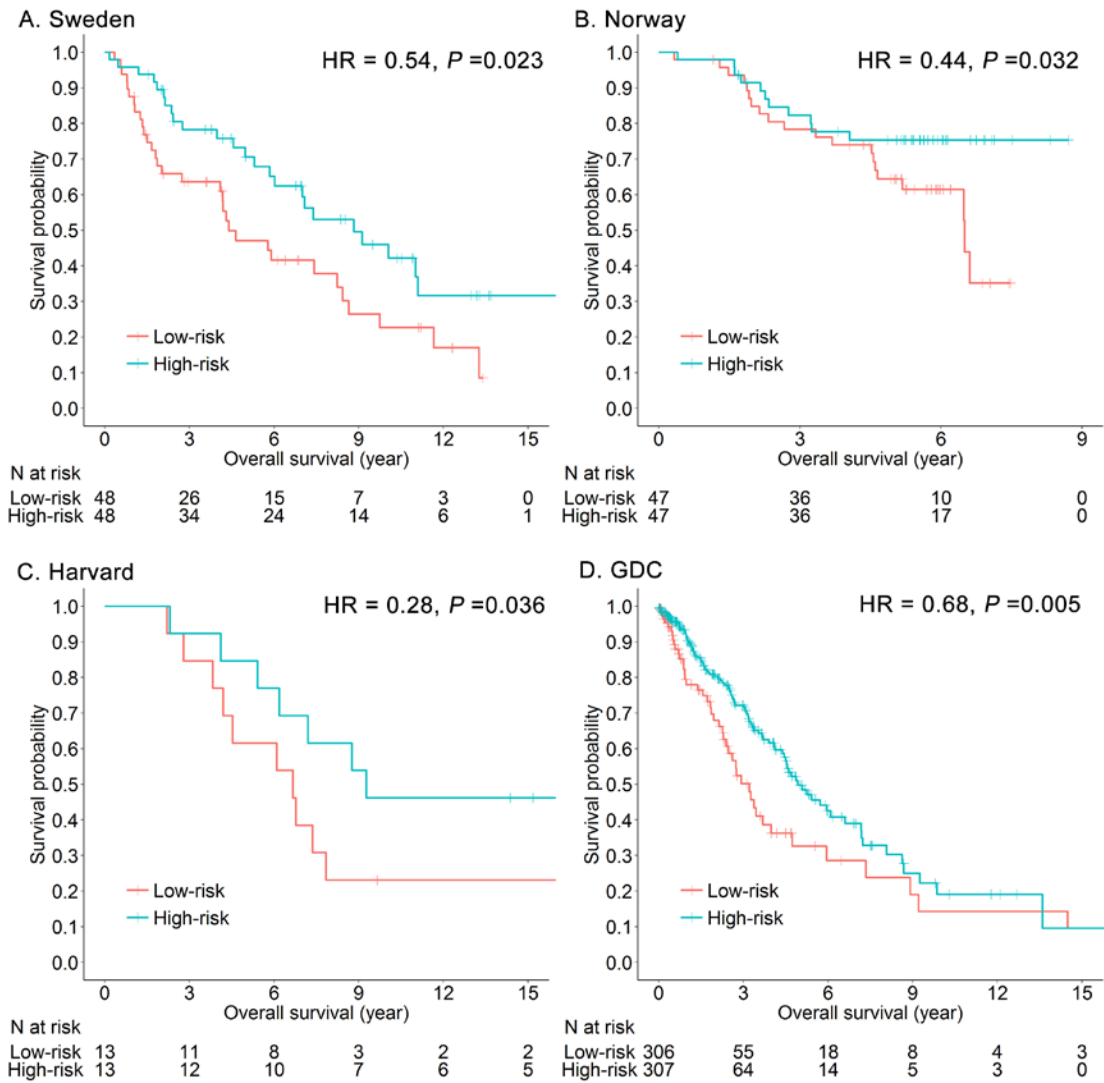 A. Sweden
HR = 0.54, P =0.023
Survival probability
1.0
0.9
0.8
0.7
0.6
0.5
0.4
0.3
0.2
0.1
0.0
Low-risk
High-risk
0 3 6 9 12 15
Overall survival (year)
N at risk
Low-risk 48 26 15 7 3 0
High-risk 48 34 24 14 6 1
B. Norway
HR = 0.44, P =0.032
Survival probability
1.0
0.9
0.8
0.7
0.6
0.5
0.4
0.3
0.2
0.1
0.0
Low-risk
High-risk
0 3 6 9
Overall survival (year)
N at risk
Low-risk 47 36 10 0
High-risk 47 36 17 0
C. Harvard
HR = 0.28, P =0.036
Survival probability
1.0
0.9
0.8
0.7
0.6
0.5
0.4
0.3
0.2
0.1
0.0
Low-risk
High-risk
0 3 6 9 12 15
Overall survival (year)
N at risk
Low-risk 13 11 8 3 2 2
High-risk 13 12 10 7 6 5
D. GDC
HR = 0.68, P =0.005
Survival probability
1.0
0.9
0.8
0.7
0.6
0.5
0.4
0.3
0.2
0.1
0.0
Low-risk
High-risk
0 3 6 9 12 15
Overall survival (year)
N at risk
Low-risk 306 55 18 8 4 3
High-risk 307 64 14 5 3 0